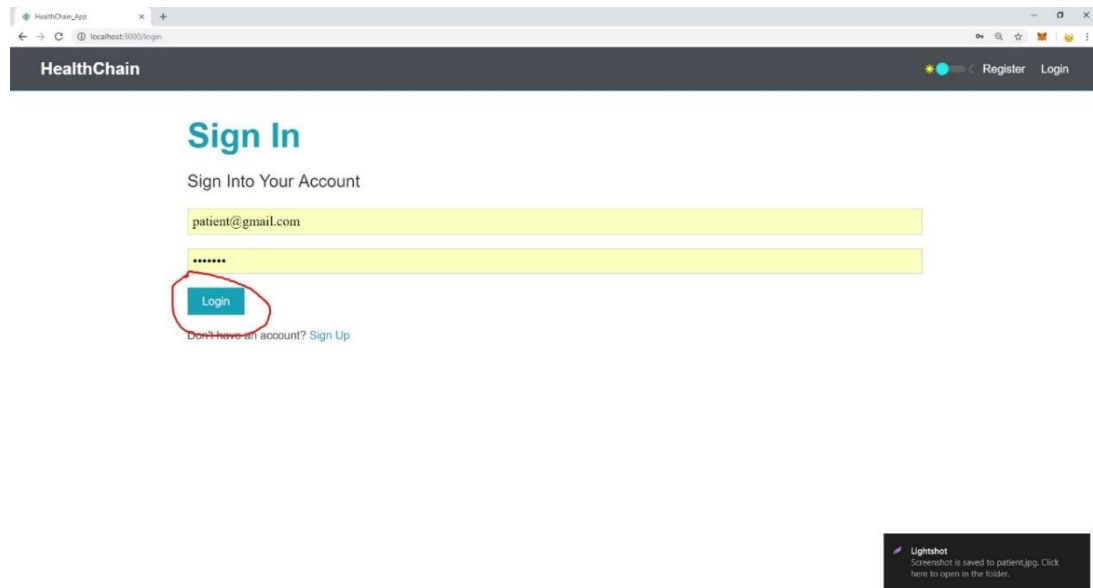 HealthChain_App
localhost:3000/login
HealthChain
Register Login
Sign In
Sign Into Your Account
patient@gmail.com
•••••••
Login
Don't have an account? Sign Up
Lightshot
Screenshot is saved to patient.jpg. Click
here to open in the folder.